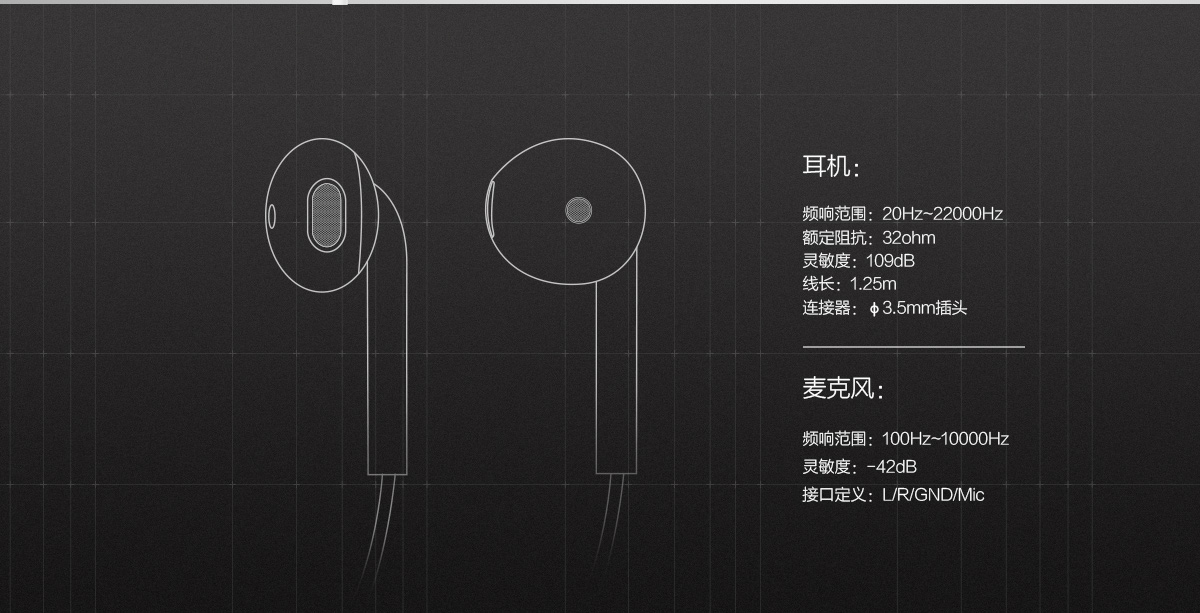 耳机：
频响范围：20Hz~22000Hz
额定阻抗：32ohm
灵敏度：109dB
线长：1.25m
连接器：ϕ3.5mm插头
麦克风：
频响范围：100Hz~10000Hz
灵敏度：-42dB
接口定义：L/R/GND/Mic